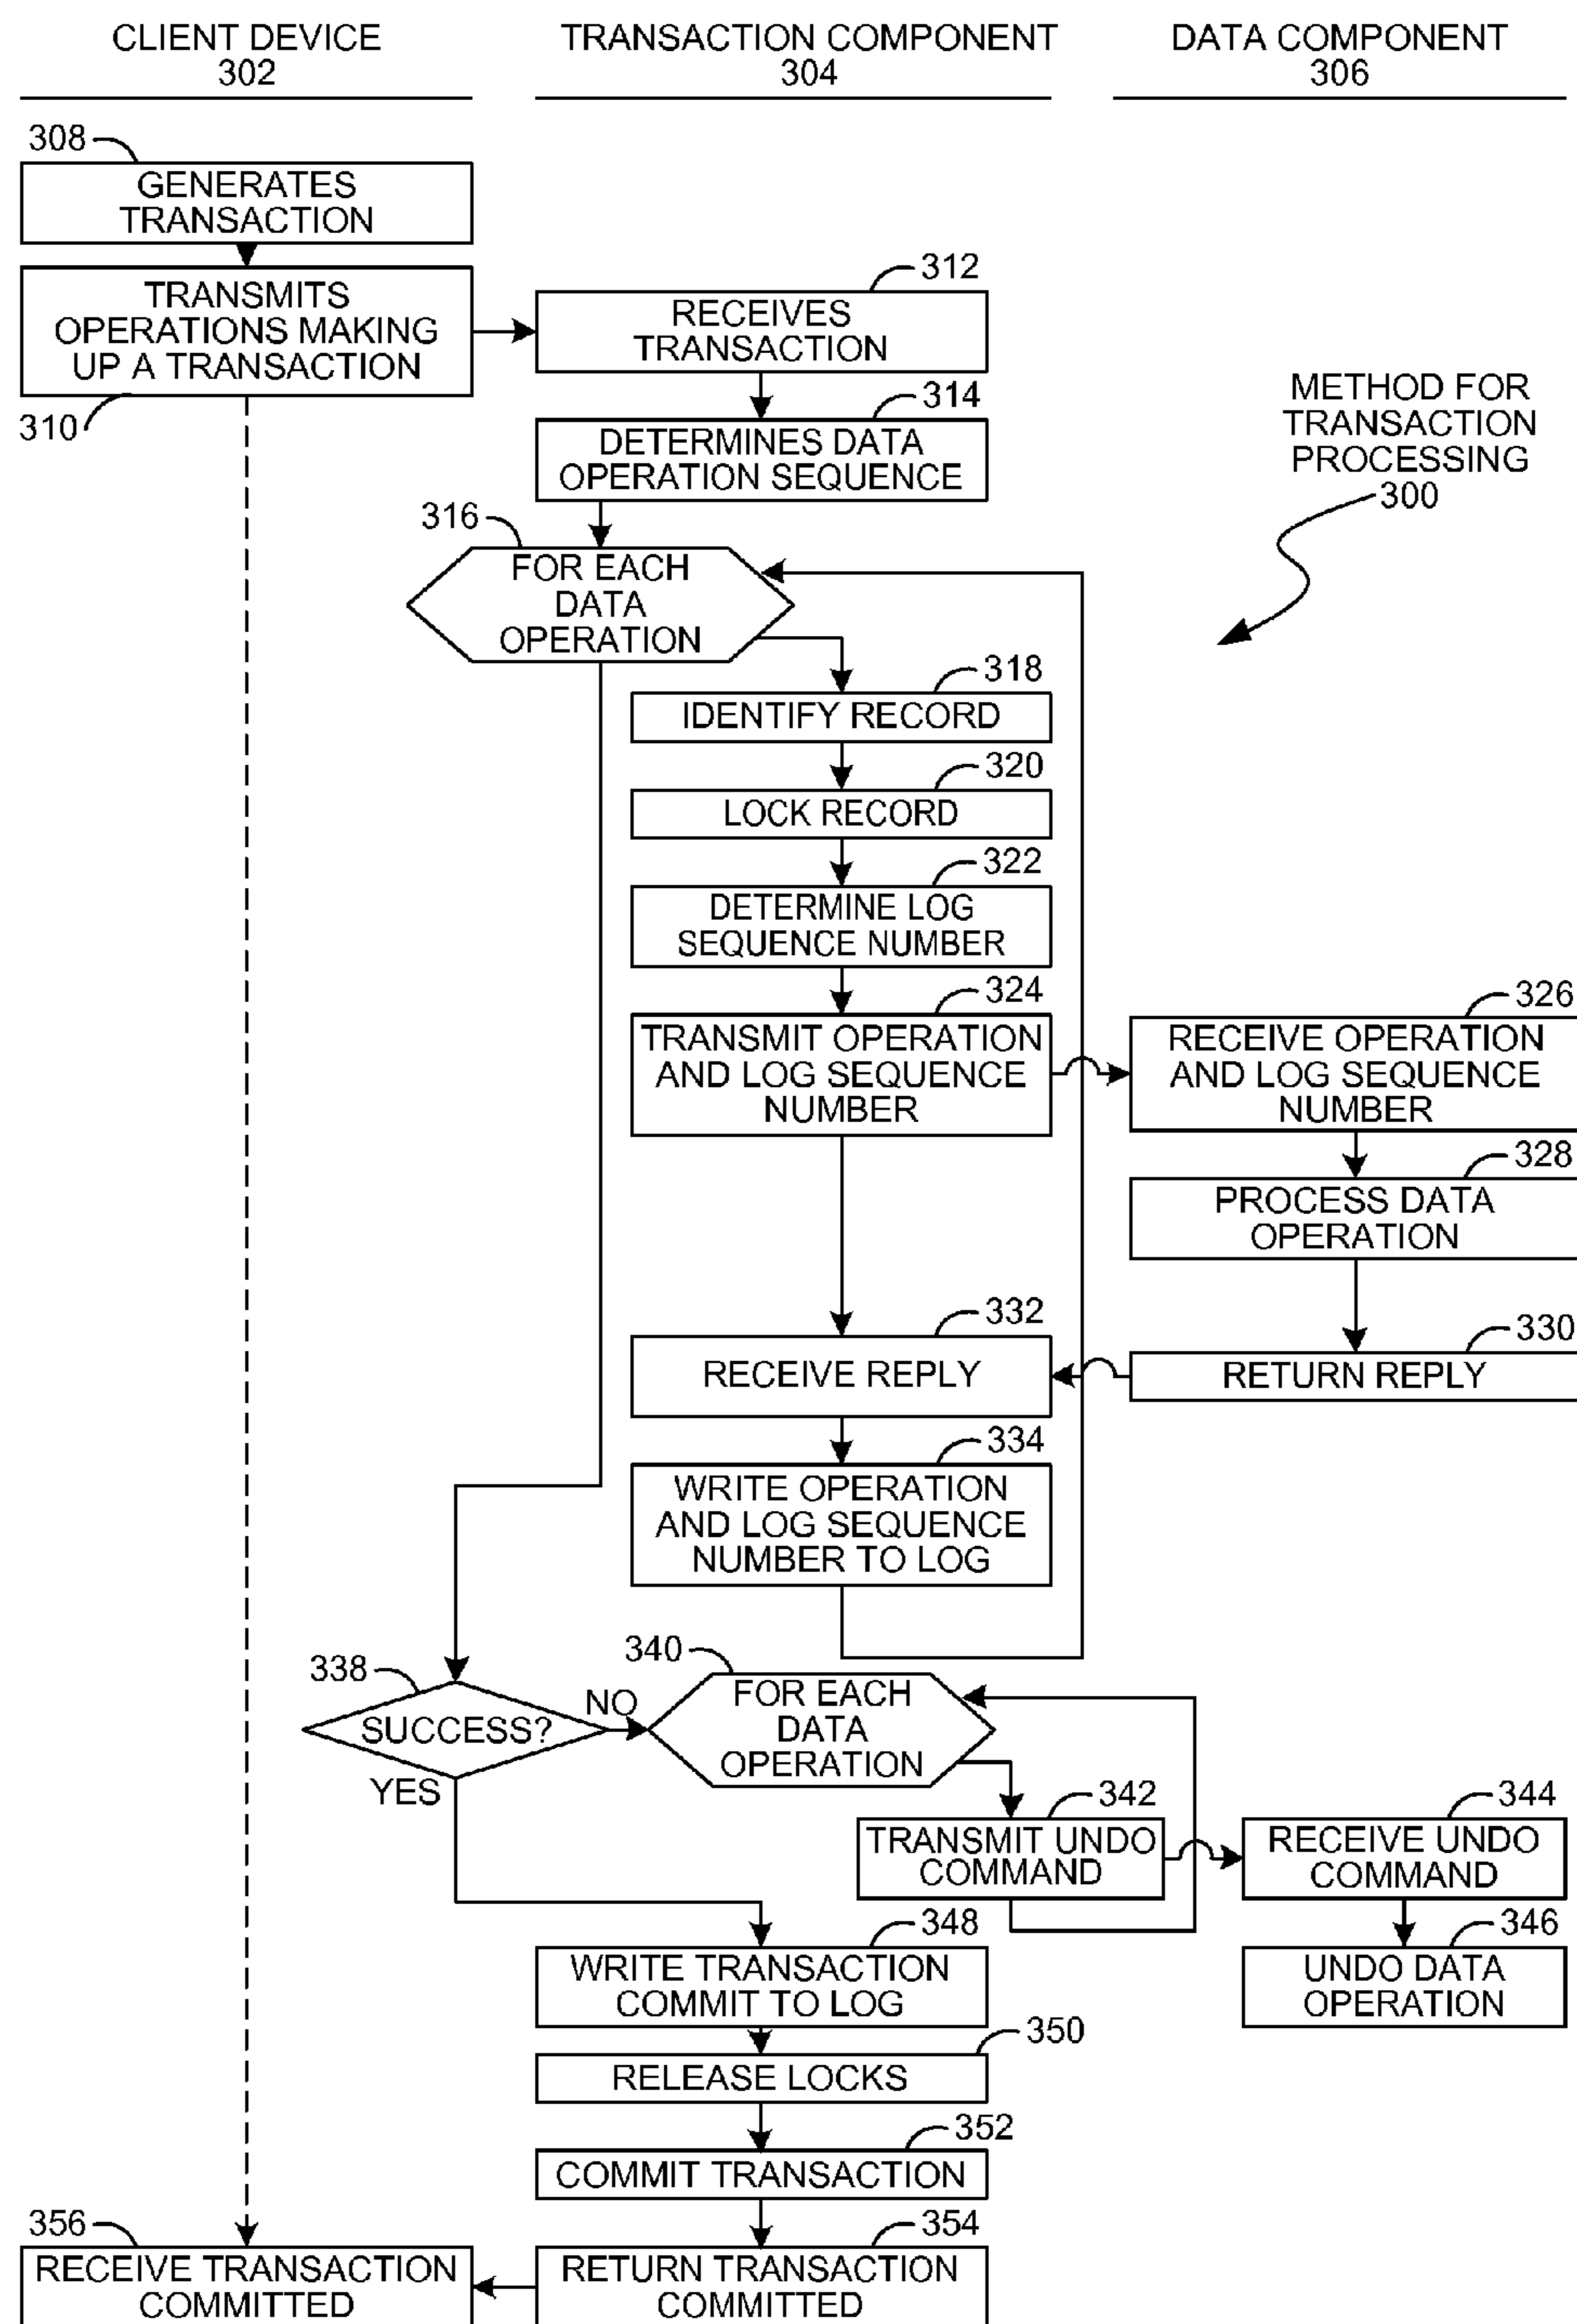 CLIENT DEVICE
302
TRANSACTION COMPONENT
304
DATA COMPONENT
306
308
GENERATES
TRANSACTION
TRANSMITS
OPERATIONS MAKING
UP A TRANSACTION
310
312
RECEIVES
TRANSACTION
314
DETERMINES DATA
OPERATION SEQUENCE
METHOD FOR
TRANSACTION
PROCESSING
300
316
FOR EACH
DATA
OPERATION
318
IDENTIFY RECORD
320
LOCK RECORD
322
DETERMINE LOG
SEQUENCE NUMBER
324
TRANSMIT OPERATION
AND LOG SEQUENCE
NUMBER
326
RECEIVE OPERATION
AND LOG SEQUENCE
NUMBER
328
PROCESS DATA
OPERATION
330
RETURN REPLY
332
RECEIVE REPLY
334
WRITE OPERATION
AND LOG SEQUENCE
NUMBER TO LOG
338
SUCCESS?
NO
YES
340
FOR EACH
DATA
OPERATION
342
TRANSMIT UNDO
COMMAND
344
RECEIVE UNDO
COMMAND
346
UNDO DATA
OPERATION
348
WRITE TRANSACTION
COMMIT TO LOG
350
RELEASE LOCKS
352
COMMIT TRANSACTION
354
RETURN TRANSACTION
COMMITTED
356
RECEIVE TRANSACTION
COMMITTED